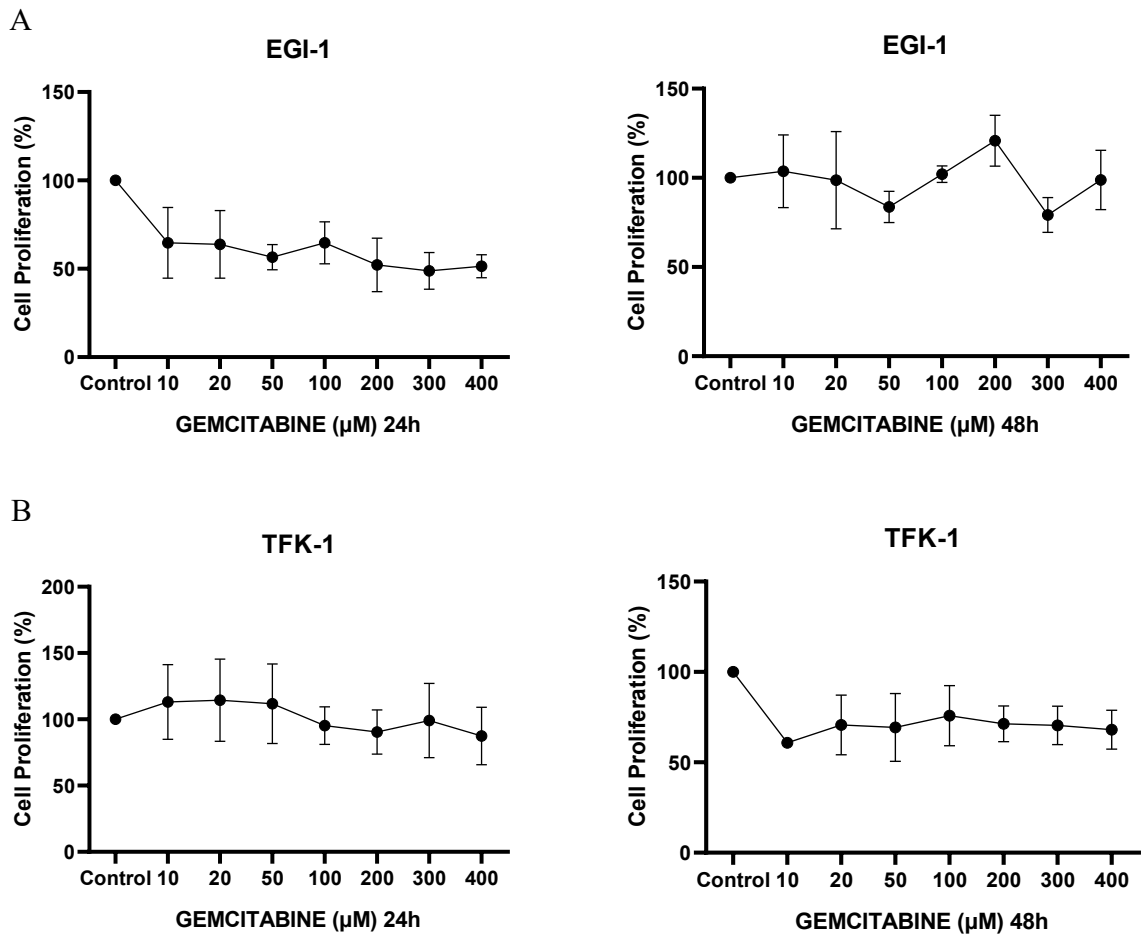 A
EGI-1
Cell Proliferation (%)
150
100
50
0
Control 10 20 50 100 200 300 400
GEMCITABINE (µM) 24h
EGI-1
Cell Proliferation (%)
150
100
50
0
Control 10 20 50 100 200 300 400
GEMCITABINE (µM) 48h
B
TFK-1
Cell Proliferation (%)
200
150
100
50
0
Control 10 20 50 100 200 300 400
GEMCITABINE (µM) 24h
TFK-1
Cell Proliferation (%)
150
100
50
0
Control 10 20 50 100 200 300 400
GEMCITABINE (µM) 48h